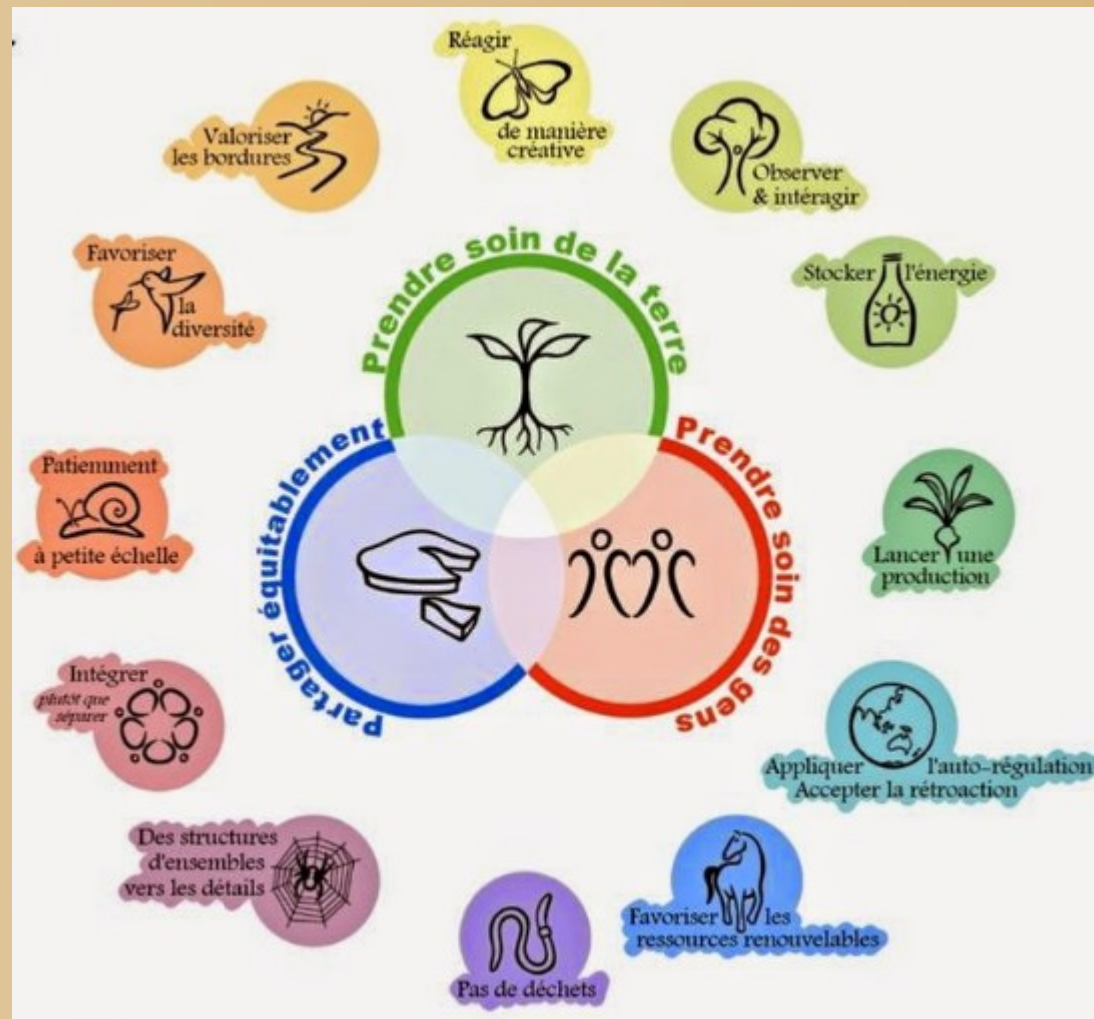 Réagir
de manière
créative
Observer
& intéragir
Stocker l'énergie
Lancer une
production
Appliquer l'auto-régulation
Accepter la rétroaction
Favoriser les
ressources renouvelables
Pas de déchets
Des structures
d'ensembles
vers les détails
Intégrer
plutôt que
séparer
Patiemment
à petite échelle
Favoriser
la
diversité
Valoriser
les bordures
Prendre soin de la terre
Prendre soin des gens
Partager équitablement